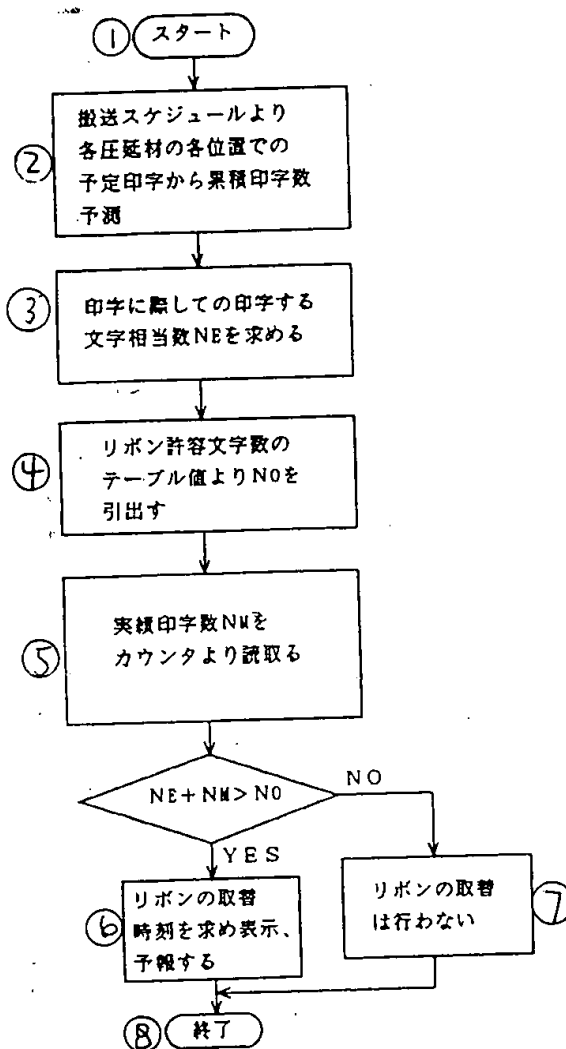 ① スタート
② 搬送スケジュールより
各圧延材の各位置での
予定印字から累積印字数
予測
③ 印字に際しての印字する
文字相当数NEを求める
④ リボン許容文字数の
テーブル値よりN0を
引出す
⑤ 実績印字数NMを
カウンタより読取る
NE+NM>N0
NO
YES
⑥ リボンの取替
時刻を求め表示、
予報する
リボンの取替 ⑦
は行わない
⑧ 終了